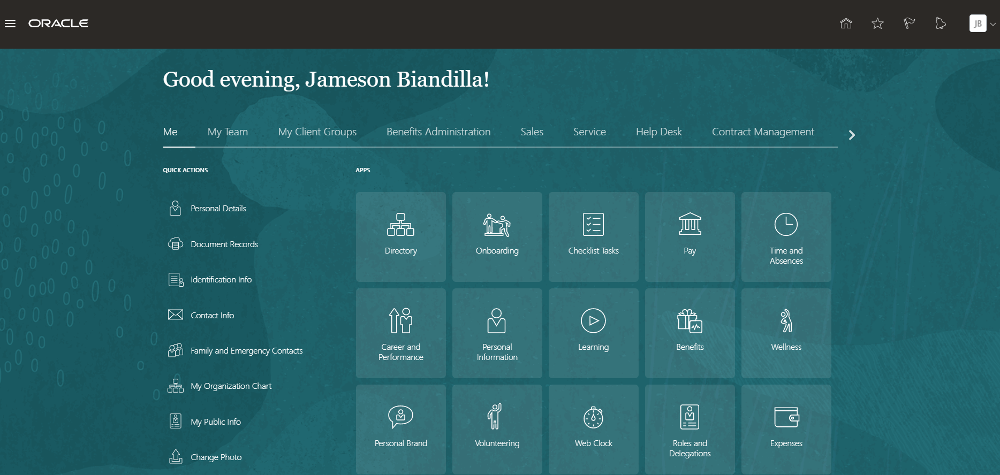 ORACLE
JB
Good evening, Jameson Biandilla!
Me
My Team
My Client Groups
Benefits Administration
Sales
Service
Help Desk
Contract Management
QUICK ACTIONS
Personal Details
Document Records
Identification Info
Contact Info
Family and Emergency Contacts
My Organization Chart
My Public Info
Change Photo
APPS
Directory
Onboarding
Checklist Tasks
Pay
Time and
Absences
Career and
Performance
Personal
Information
Learning
Benefits
Wellness
Personal Brand
Volunteering
Web Clock
Roles and
Delegations
Expenses